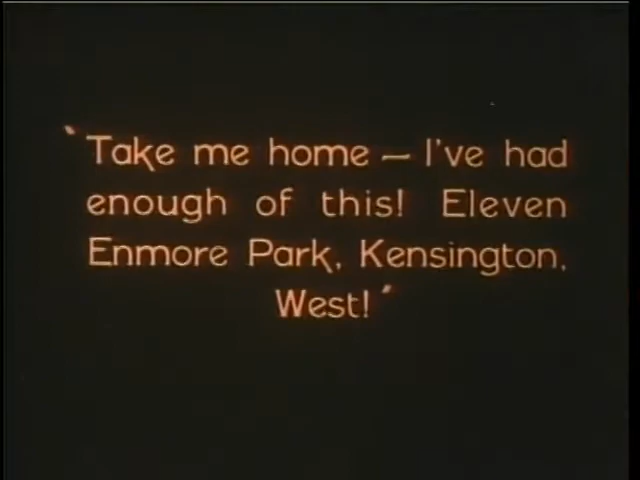 'Take me home — I've had
enough of this! Eleven
Enmore Park, Kensington,
West!'